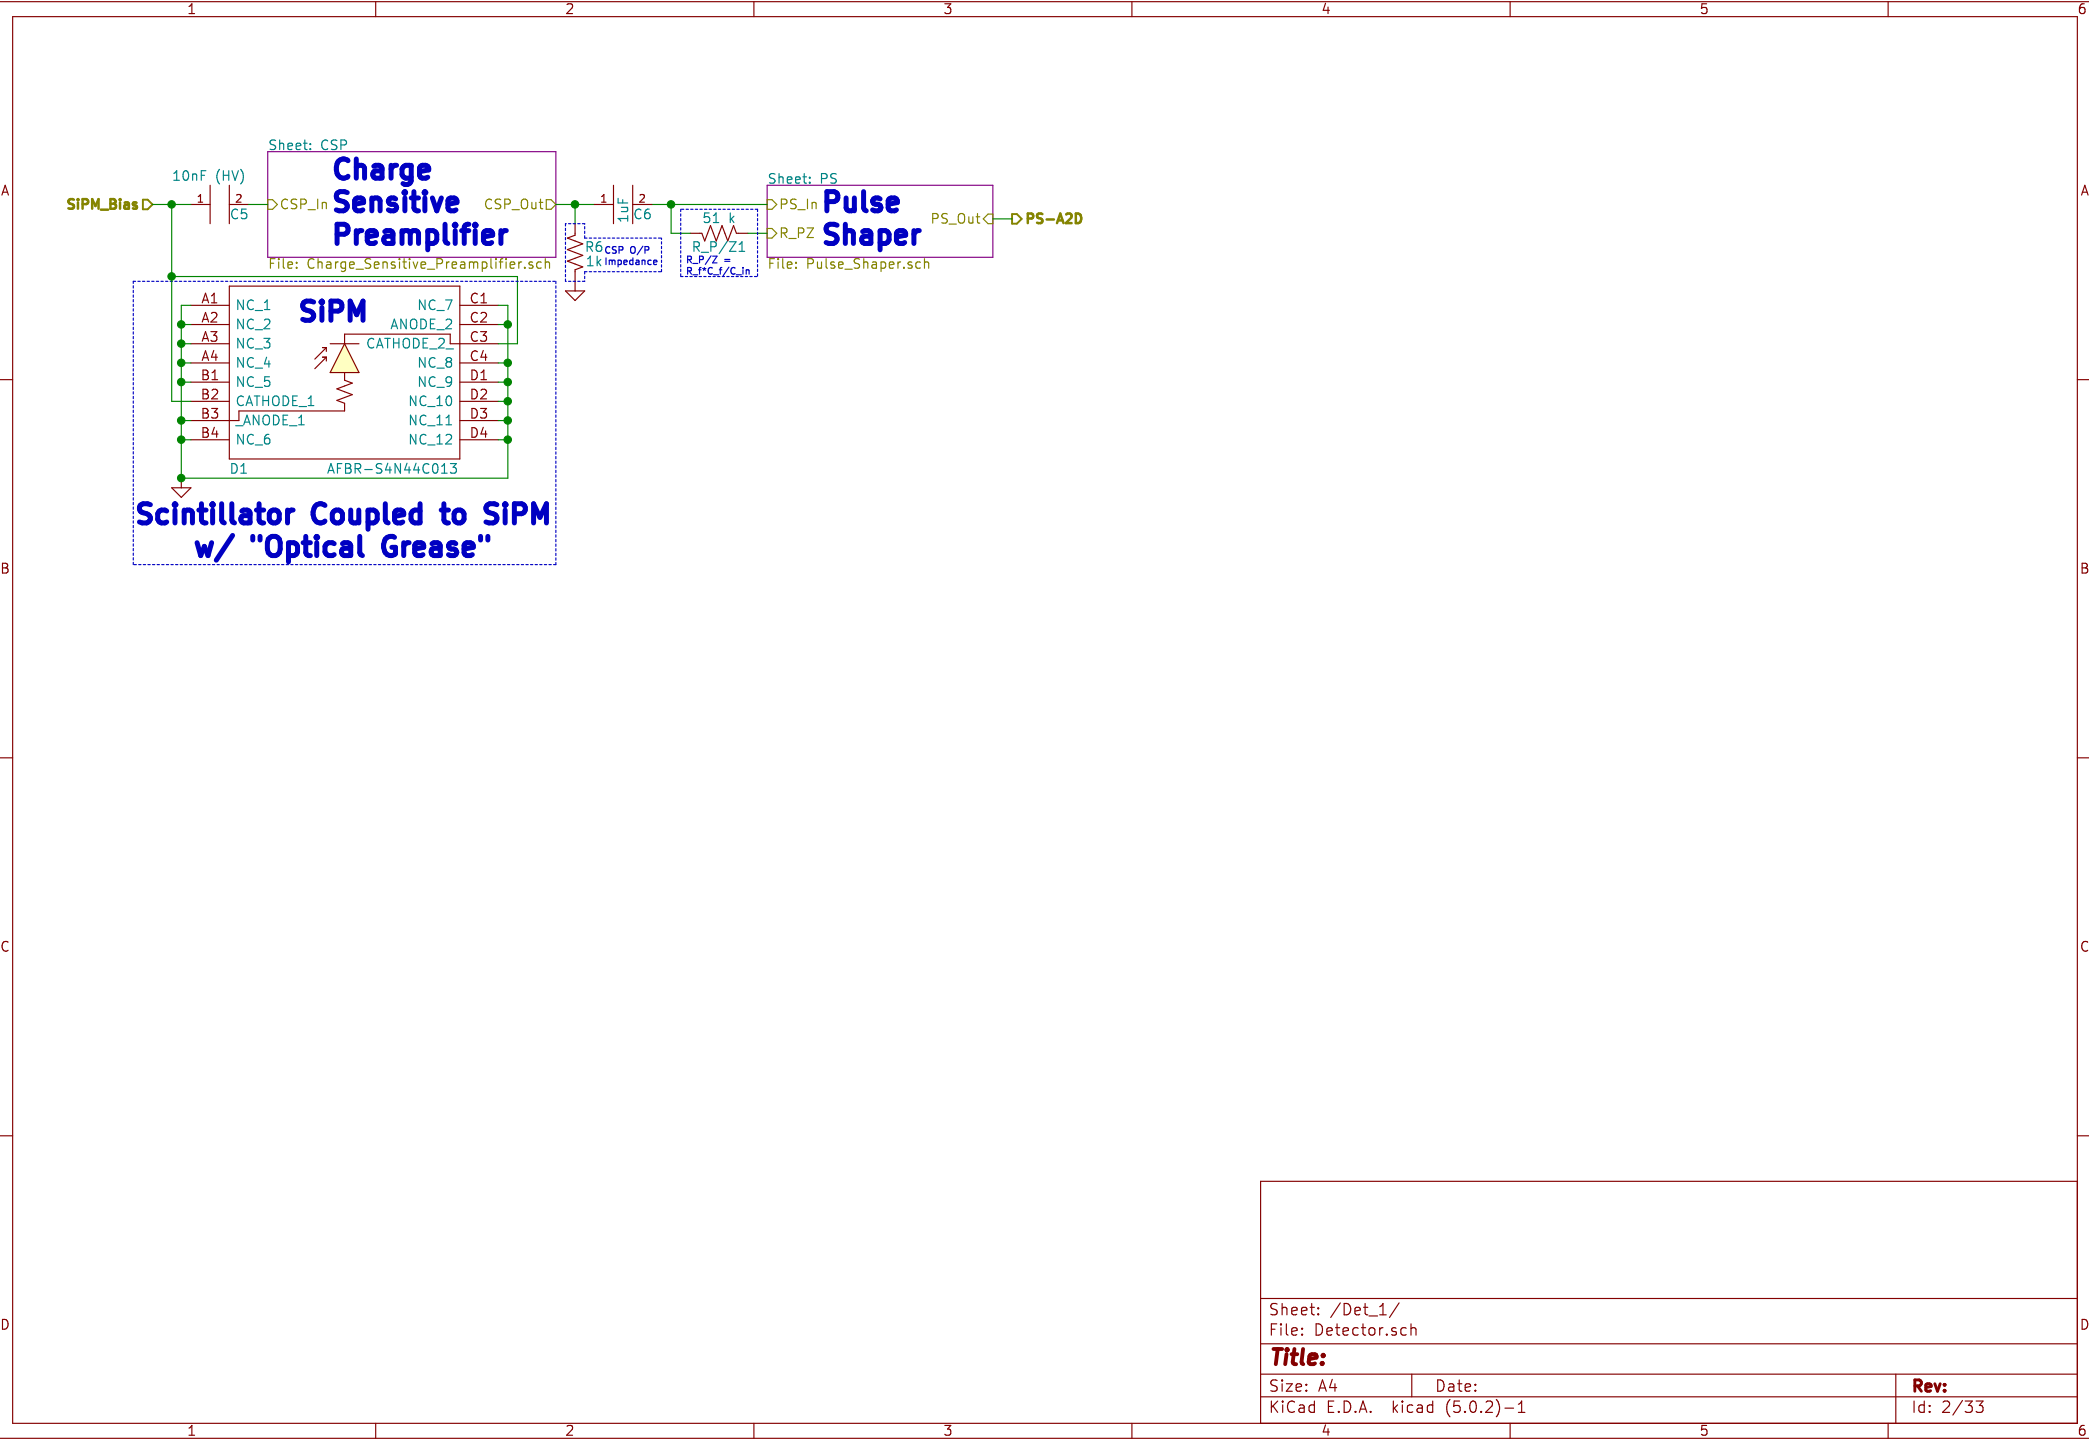 1 2 3 4 5 6
Sheet: CSP
Charge
Sensitive
Preamplifier
10nF (HV)
SiPM_Bias
1 2
C5
CSP_In
CSP_Out
File: Charge_Sensitive_Preamplifier.sch
1 2
1uF
C6
R6
1k
CSP O/P
Impedance
51 k
R_P/Z1
R_P/Z =
R_f*C_f/C_in
Sheet: PS
Pulse
Shaper
PS_In
R_PZ
PS_Out
PS-A2D
File: Pulse_Shaper.sch
A A
SiPM
A1 NC_1 NC_7 C1
A2 NC_2 ANODE_2 C2
A3 NC_3 CATHODE_2_ C3
A4 NC_4 NC_8 C4
B1 NC_5 NC_9 D1
B2 CATHODE_1 NC_10 D2
B3 _ANODE_1 NC_11 D3
B4 NC_6 NC_12 D4
D1 AFBR-S4N44C013
Scintillator Coupled to SiPM
w/ "Optical Grease"
B B
C C
D D
Sheet: /Det_1/
File: Detector.sch
Title:
Size: A4 Date: Rev:
KiCad E.D.A. kicad (5.0.2)-1 Id: 2/33
1 2 3 4 5 6